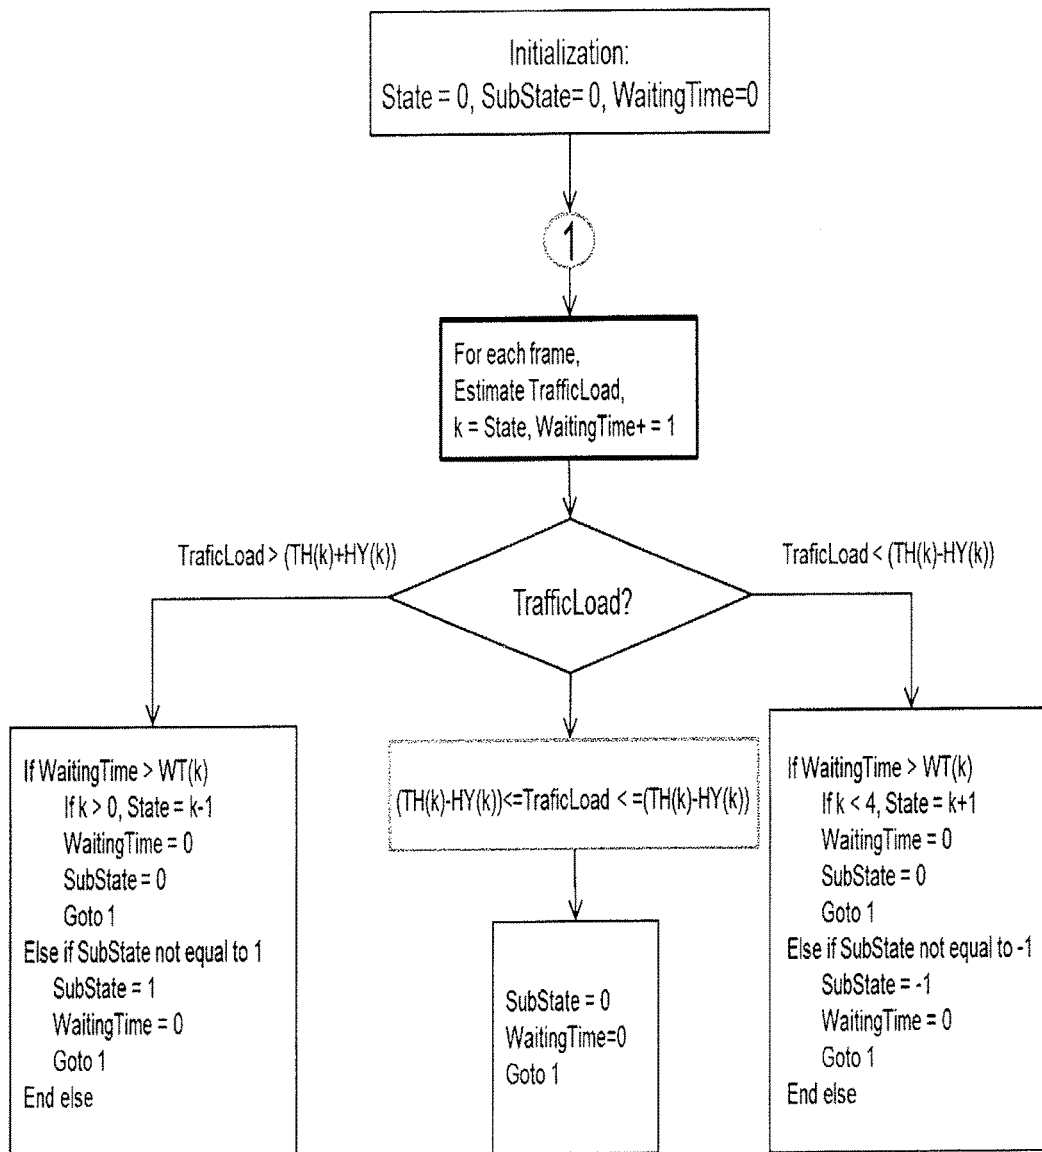 Initialization:
State = 0, SubState= 0, WaitingTime=0
1
For each frame,
Estimate TrafficLoad,
k = State, WaitingTime+ = 1
TraficLoad > (TH(k)+HY(k))
TraficLoad < (TH(k)-HY(k))
TrafficLoad?
If WaitingTime > WT(k)
If k > 0, State = k-1
WaitingTime = 0
SubState = 0
Goto 1
Else if SubState not equal to 1
SubState = 1
WaitingTime = 0
Goto 1
End else
(TH(k)-HY(k))<=TraficLoad < =(TH(k)-HY(k))
SubState = 0
WaitingTime=0
Goto 1
If WaitingTime > WT(k)
If k < 4, State = k+1
WaitingTime = 0
SubState = 0
Goto 1
Else if SubState not equal to -1
SubState = -1
WaitingTime = 0
Goto 1
End else